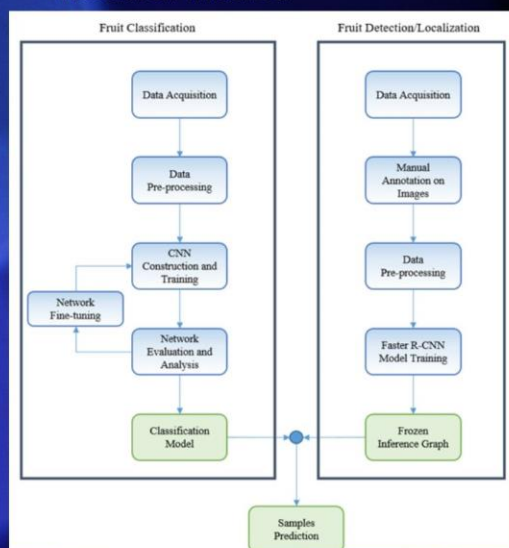 Fruit Classification
Data Acquisition
Data
Pre-processing
CNN
Construction and
Training
Network
Fine-tuning
Network
Evaluation and
Analysis
Classification
Model
Fruit Detection/Localization
Data Acquisition
Manual
Annotation on
Images
Data
Pre-processing
Faster R-CNN
Model Training
Frozen
Inference Graph
Samples
Prediction